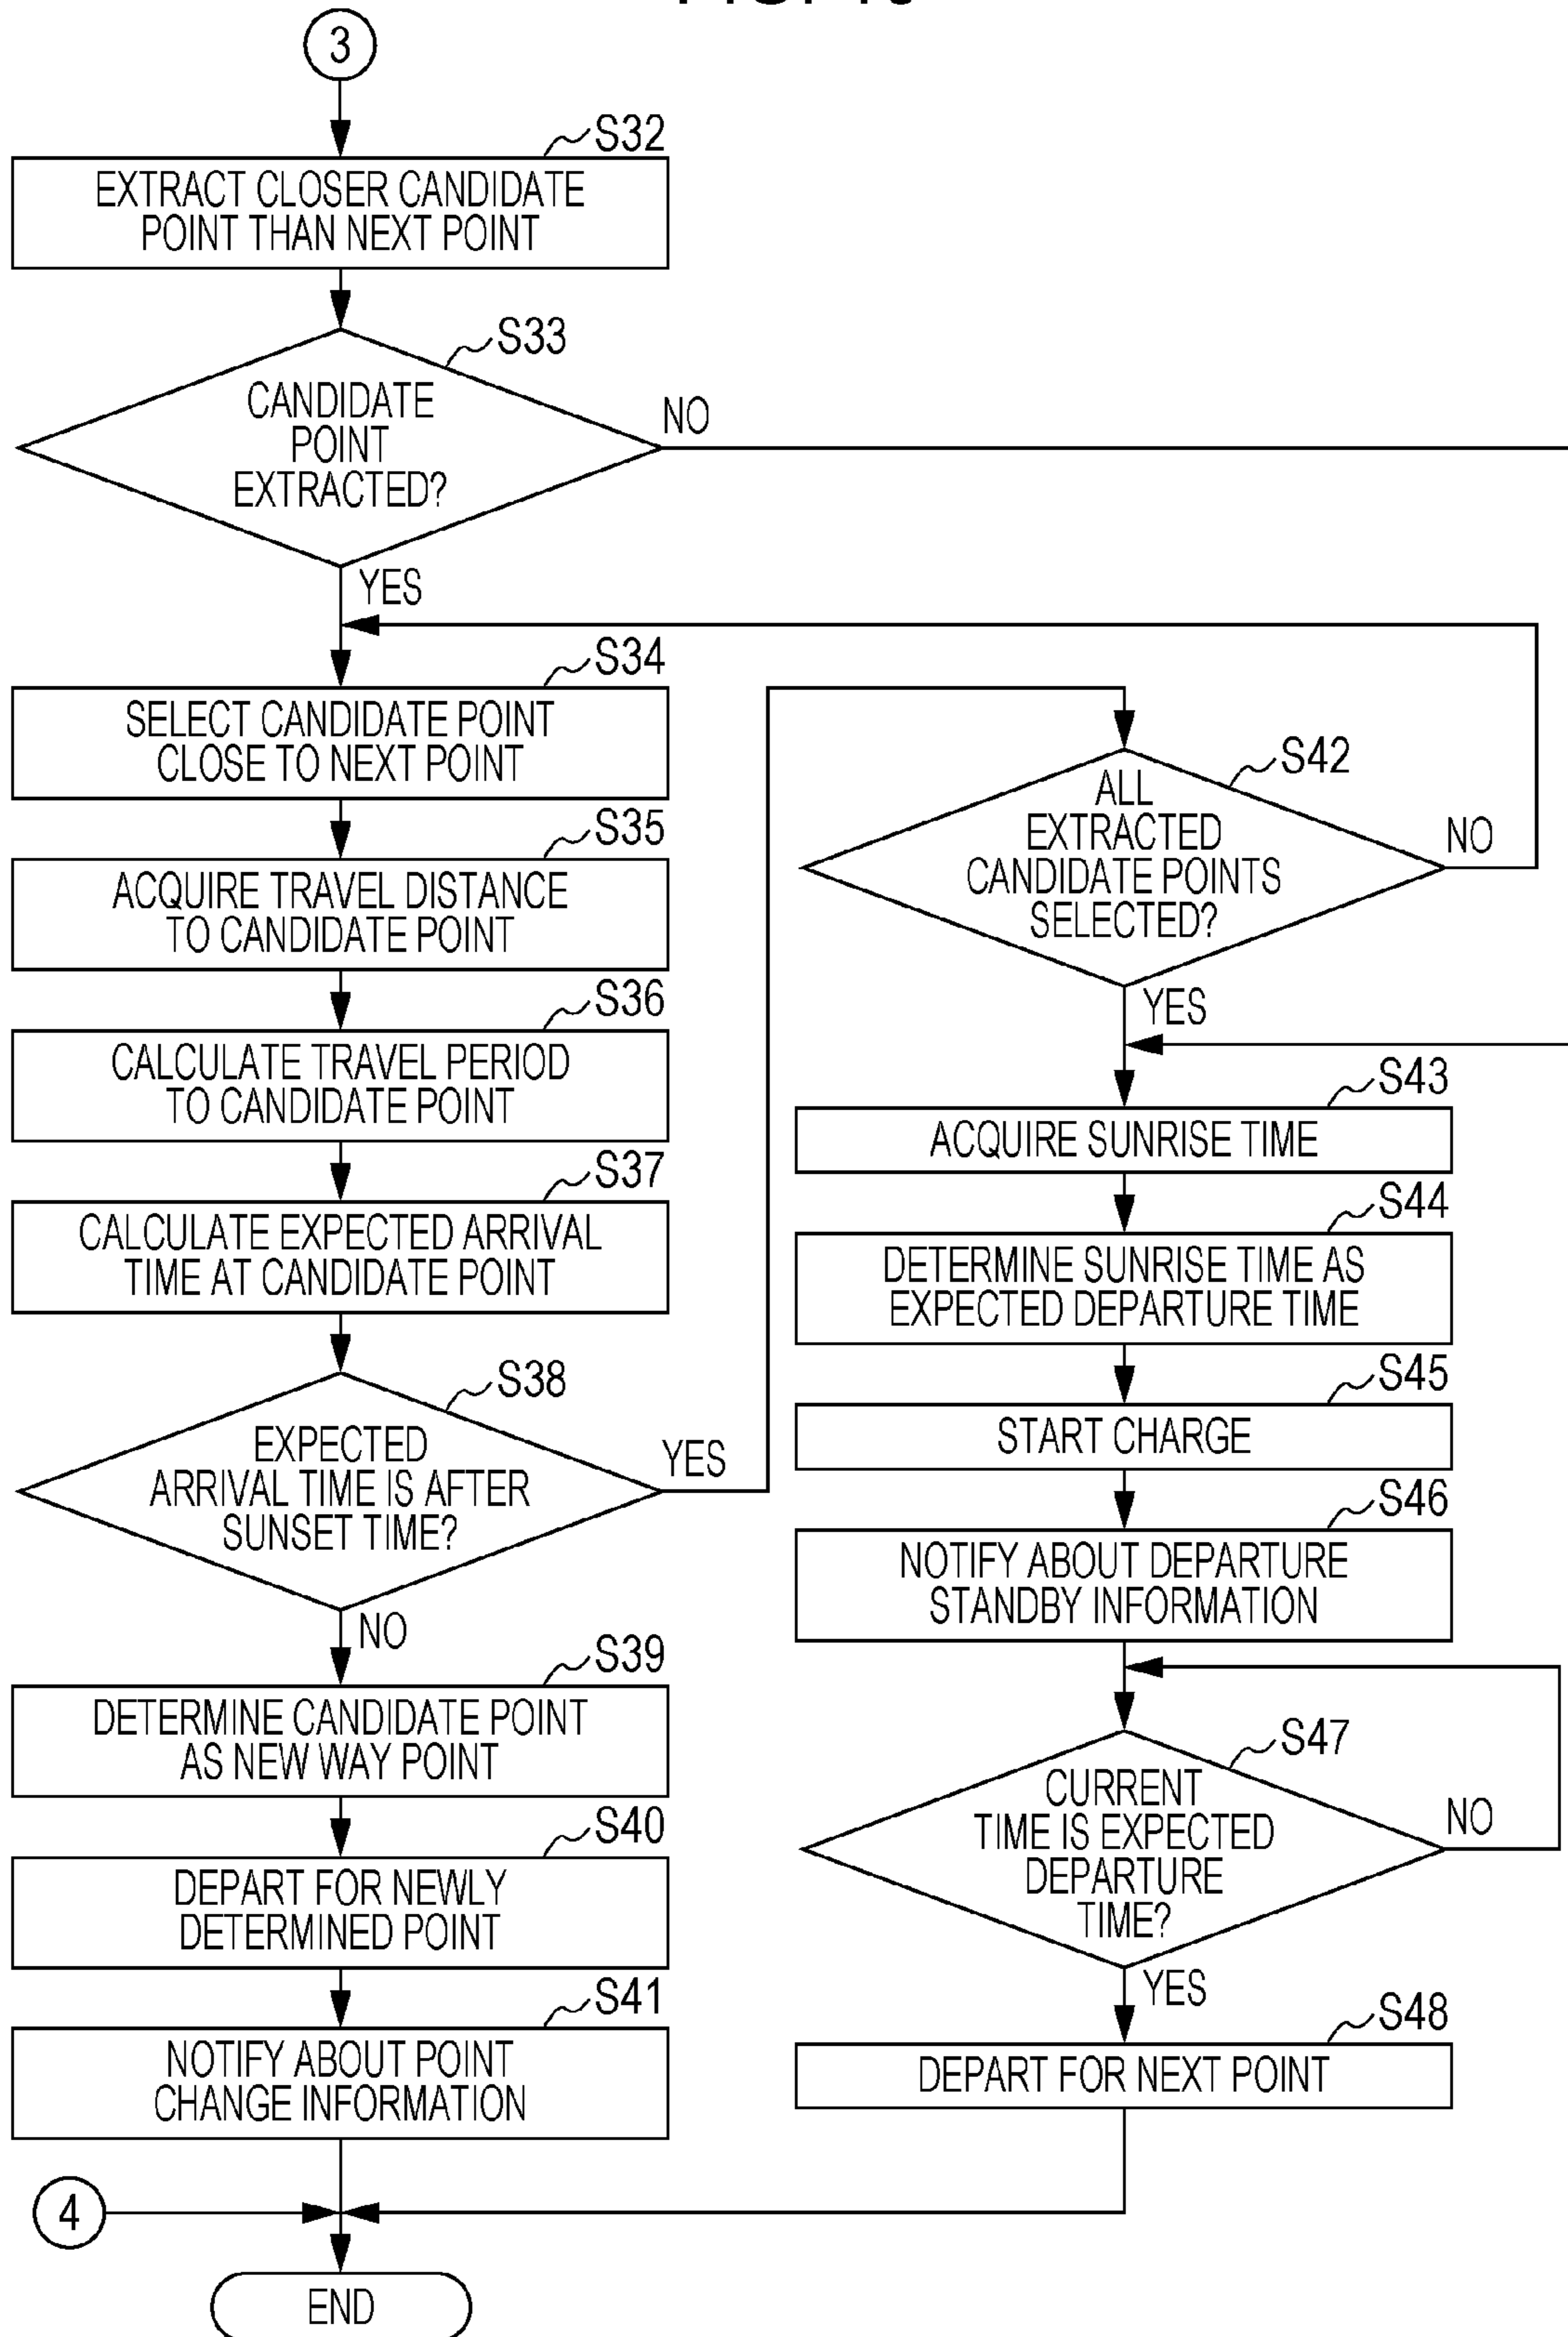 3
S32
EXTRACT CLOSER CANDIDATE
POINT THAN NEXT POINT
S33
CANDIDATE
POINT
EXTRACTED?
NO
YES
S34
SELECT CANDIDATE POINT
CLOSE TO NEXT POINT
S35
ACQUIRE TRAVEL DISTANCE
TO CANDIDATE POINT
S36
CALCULATE TRAVEL PERIOD
TO CANDIDATE POINT
S37
CALCULATE EXPECTED ARRIVAL
TIME AT CANDIDATE POINT
S38
EXPECTED
ARRIVAL TIME IS AFTER
SUNSET TIME?
YES
NO
S39
DETERMINE CANDIDATE POINT
AS NEW WAY POINT
S40
DEPART FOR NEWLY
DETERMINED POINT
S41
NOTIFY ABOUT POINT
CHANGE INFORMATION
S42
ALL
EXTRACTED
CANDIDATE POINTS
SELECTED?
NO
YES
S43
ACQUIRE SUNRISE TIME
S44
DETERMINE SUNRISE TIME AS
EXPECTED DEPARTURE TIME
S45
START CHARGE
S46
NOTIFY ABOUT DEPARTURE
STANDBY INFORMATION
S47
CURRENT
TIME IS EXPECTED
DEPARTURE
TIME?
NO
YES
S48
DEPART FOR NEXT POINT
4
END